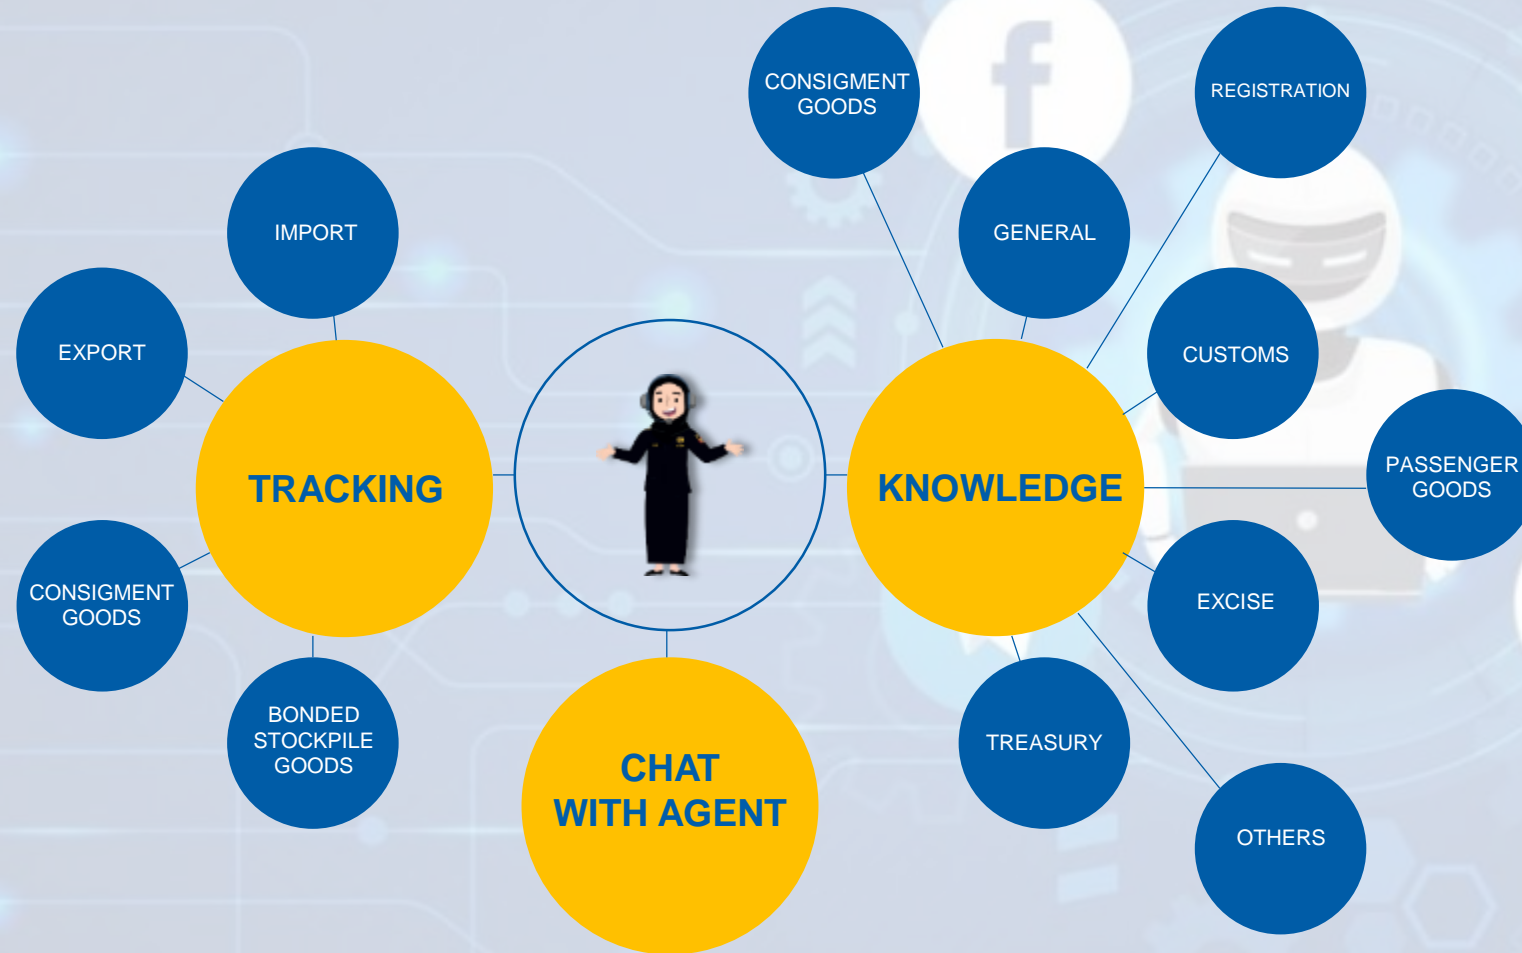 IMPORT
EXPORT
TRACKING
CONSIGMENT
GOODS
BONDED
STOCKPILE
GOODS
CHAT
WITH AGENT
CONSIGMENT
GOODS
GENERAL
REGISTRATION
CUSTOMS
KNOWLEDGE
PASSENGER
GOODS
EXCISE
TREASURY
OTHERS
f